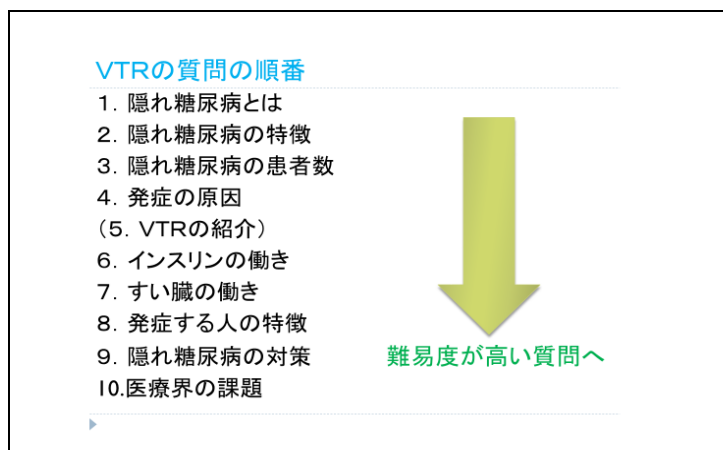 VTRの質問の順番
1．隠れ糖尿病とは
2．隠れ糖尿病の特徴
3．隠れ糖尿病の患者数
4．発症の原因
（5．VTRの紹介）
6．インスリンの働き
7．すい臓の働き
8．発症する人の特徴
9．隠れ糖尿病の対策
10.医療界の課題
難易度が高い質問へ